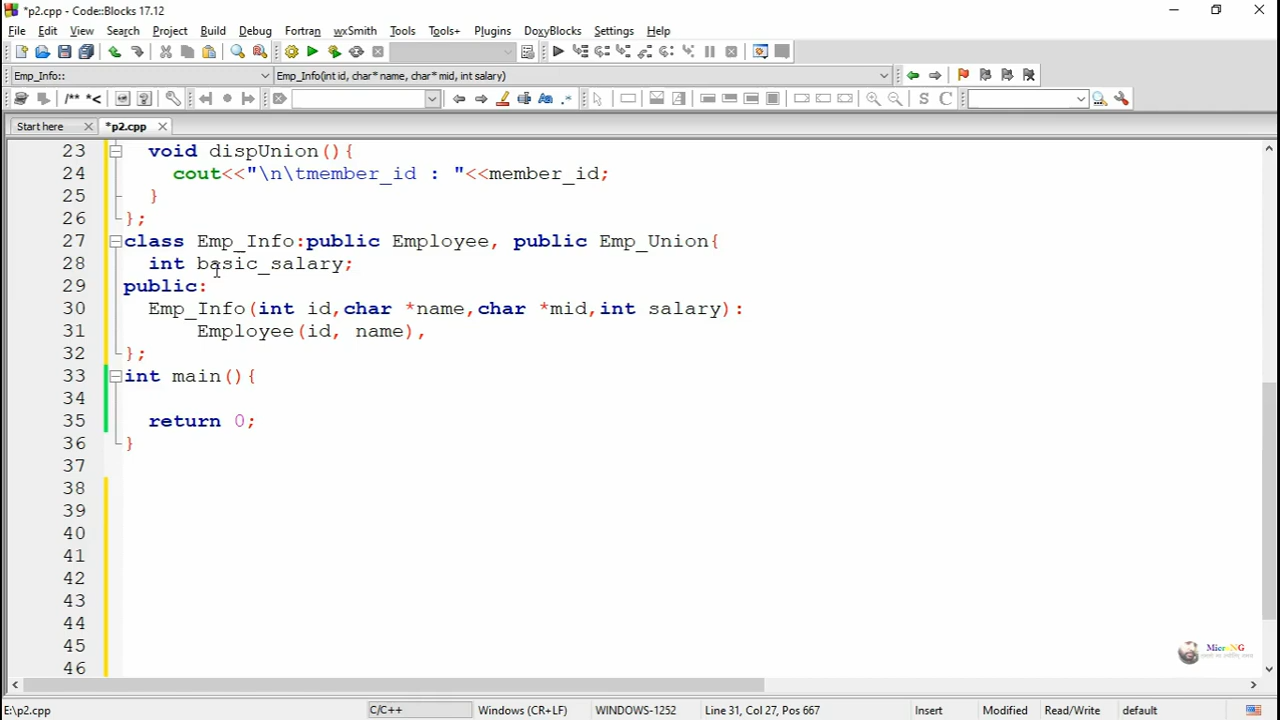 *p2.cpp - Code::Blocks 17.12
File Edit View Search Project Build Debug Fortran wxSmith Tools Tools+ Plugins DoxyBlocks Settings Help
Emp_Info:: Emp_Info(int id, char* name, char* mid, int salary)
/** *< S C
Start here *p2.cpp
23 void dispUnion(){
24 cout<<"\n\tmember_id : "<<member_id;
25 }
26 };
27 class Emp_Info:public Employee, public Emp_Union{
28 int basic_salary;
29 public:
30 Emp_Info(int id,char *name,char *mid,int salary):
31 Employee(id, name),
32 };
33 int main(){
34
35 return 0;
36 }
37
38
39
40
41
42
43
44
45
46
MicroNG
E:\p2.cpp C/C++ Windows (CR+LF) WINDOWS-1252 Line 31, Col 27, Pos 667 Insert Modified Read/Write default